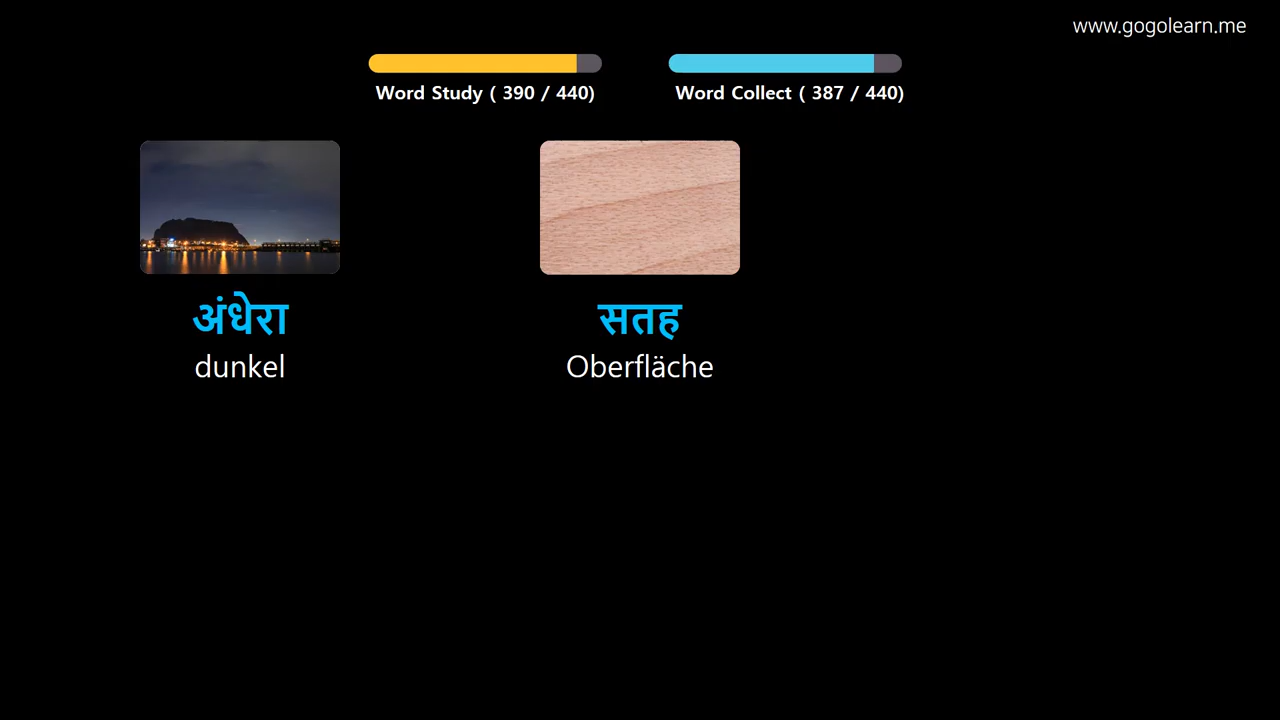 www.gogolearn.me
Word Study ( 390 / 440)
Word Collect ( 387 / 440)
अंधेरा
dunkel
सतह
Oberfläche